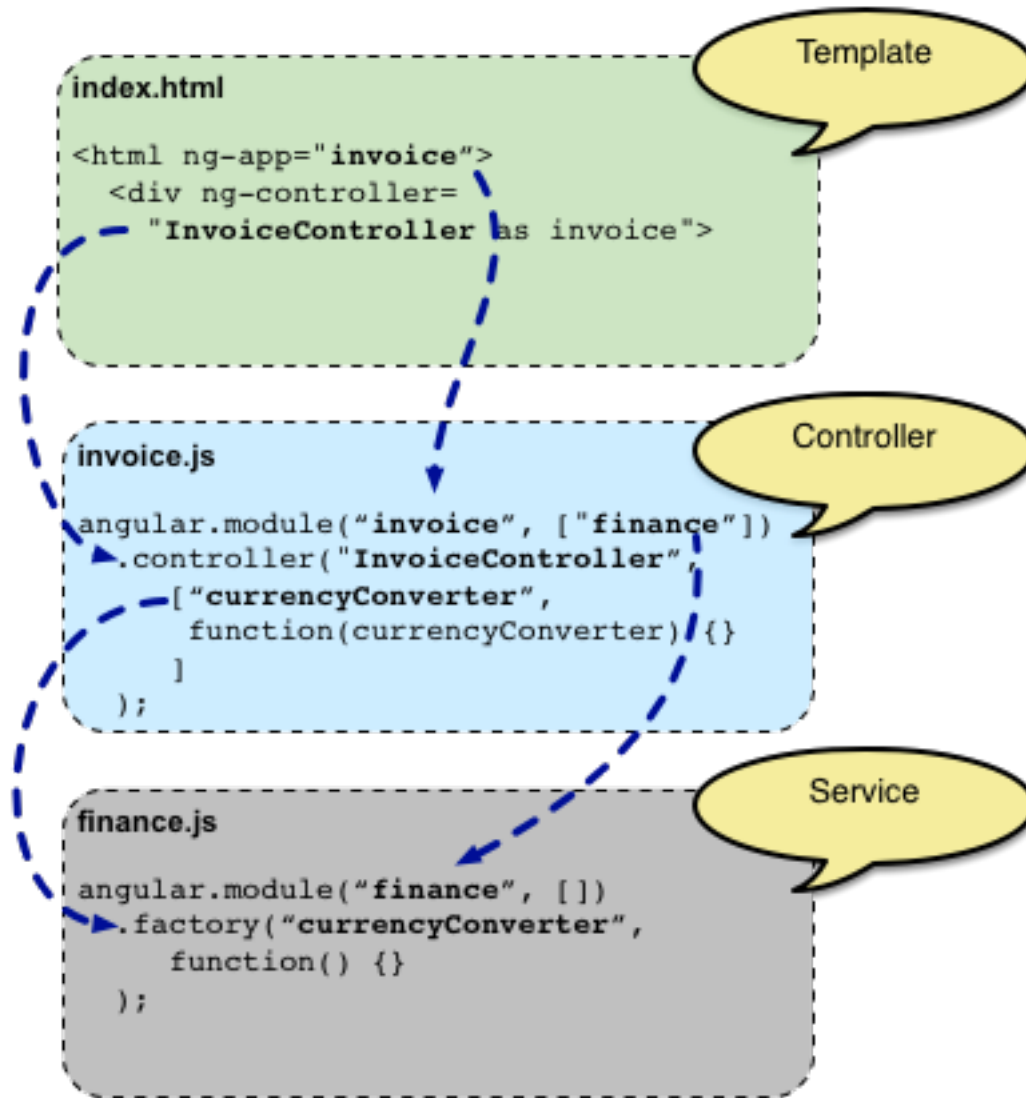 Template
index.html
<html ng-app="invoice”>
<div ng-controller=
"InvoiceController as invoice">
Controller
invoice.js
angular.module(“invoice”, ["finance”])
.controller("InvoiceController”,
[“currencyConverter”,
function(currencyConverter) {}
]
);
Service
finance.js
angular.module(“finance”, [])
.factory(“currencyConverter”,
function() {}
);